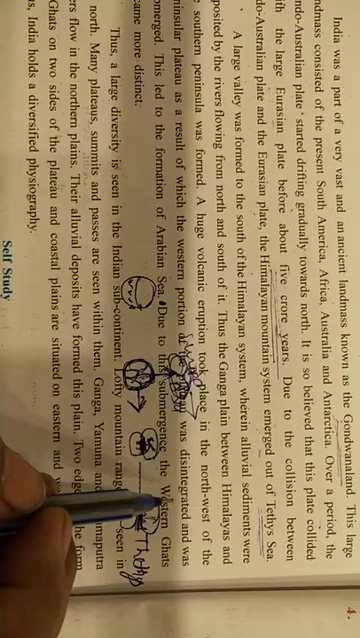 India was a part of a very vast and an ancient landmass known as the Gondwanaland. This large
ndmass consisted of the present South America, Africa, Australia and Antarctica. Over a period, the
ndo-Australian plate started drifting gradually towards north. It is so believed that this plate collided
ith the large Eurasian plate before about five crore years. Due to the collision between
do-Australian plate and the Eurasian plate, the Himalayan mountain system emerged out of Tethys Sea.
A large valley was formed to the south of the Himalayan system, wherein alluvial sediments were
posited by the rivers flowing from north and south of it. Thus the Ganga plain between Himalayas and
e southern peninsula was formed. A huge volcanic eruption took place in the north-west of the
ninsular plateau as a result of which the western portion was disintegrated and was
bmerged. This led to the formation of Arabian Sea. Due to this submergence the Western Ghats
came more distinct.
Thus, a large diversity is seen in the Indian sub-continent. lofty mountain range seen in
north. Many plateaus, summits and passes are seen within them. Ganga, Yamuna and maputra
ers flow in the northern plains. Their alluvial deposits have formed this plain. Two edge he form
Ghats on two sides of the plateau and coastal plains are situated on eastern and
s, India holds a diversified physiography.
Self Study
4.